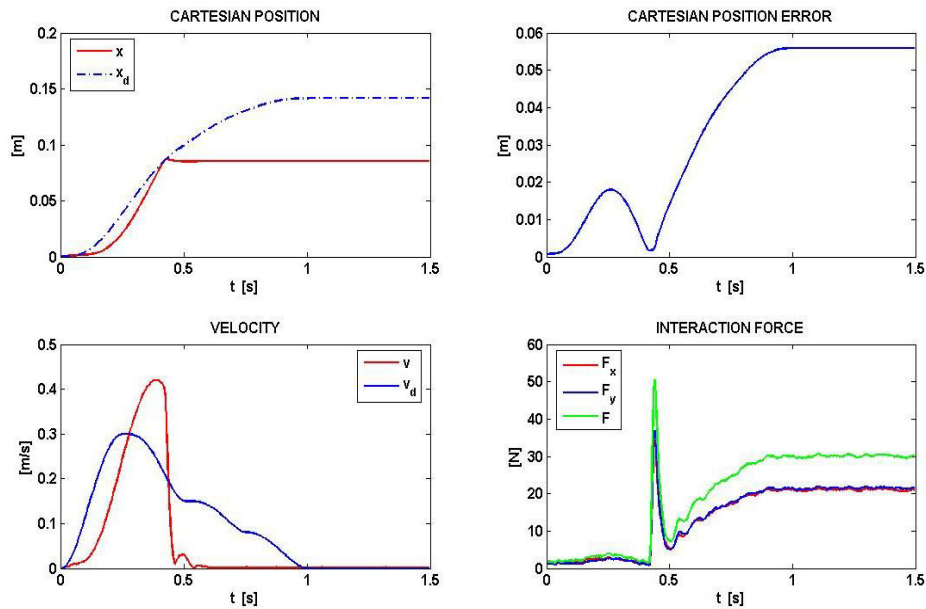 CARTESIAN POSITION
0.2
0.15
0.1
0.05
0
[m]
x
x_d
0 0.5 1 1.5
t [s]
CARTESIAN POSITION ERROR
0.06
0.05
0.04
0.03
0.02
0.01
0
[m]
0 0.5 1 1.5
t [s]
VELOCITY
0.5
0.4
0.3
0.2
0.1
0
[m/s]
v
v_d
0 0.5 1 1.5
t [s]
INTERACTION FORCE
60
50
40
30
20
10
0
[N]
F_x
F_y
F
0 0.5 1 1.5
t [s]